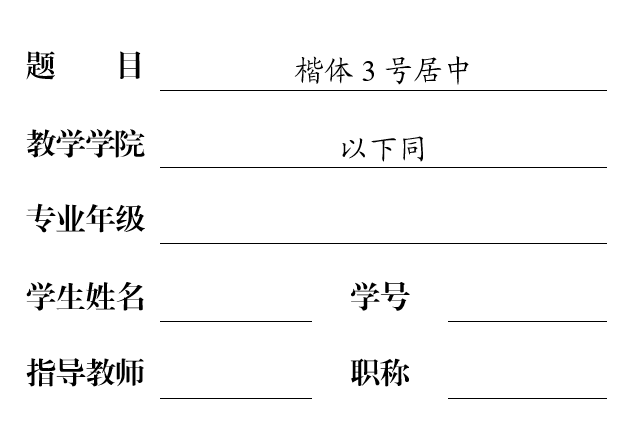 题 目 楷体 3 号居中
教学学院 以下同
专业年级
学生姓名 学号
指导教师 职称